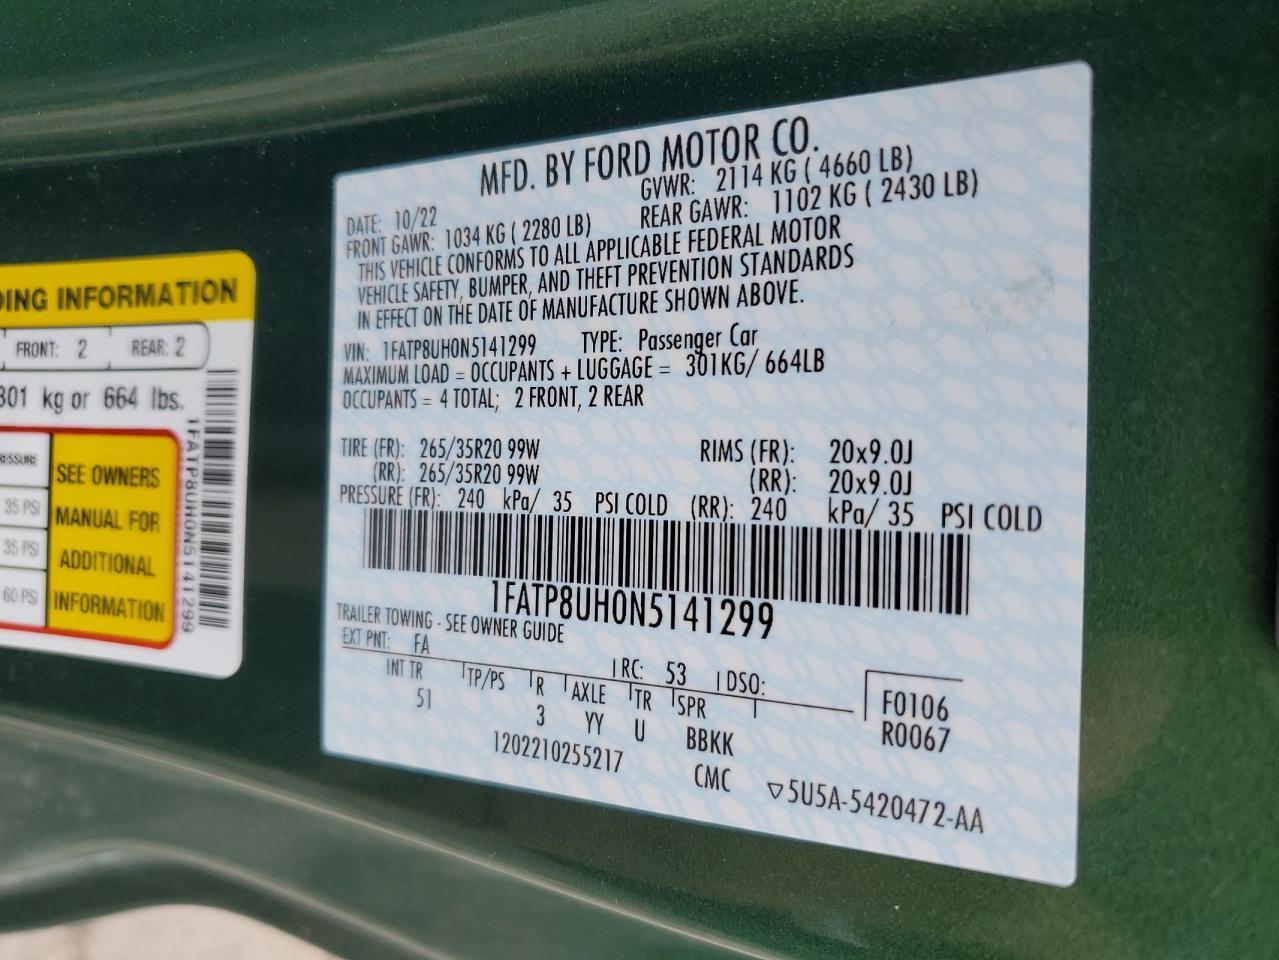 DING INFORMATION
FRONT: 2 REAR: 2
301 kg or 664 lbs.
ESSURE
35 PSI
35 PSI
60 PSI
SEE OWNERS
MANUAL FOR
ADDITIONAL
INFORMATION
1FATP8UH0N5141299
MFD. BY FORD MOTOR CO.
DATE: 10/22 GVWR: 2114 KG ( 4660 LB)
FRONT GAWR: 1034 KG ( 2280 LB) REAR GAWR: 1102 KG ( 2430 LB)
THIS VEHICLE CONFORMS TO ALL APPLICABLE FEDERAL MOTOR
VEHICLE SAFETY, BUMPER, AND THEFT PREVENTION STANDARDS
IN EFFECT ON THE DATE OF MANUFACTURE SHOWN ABOVE.
VIN: 1FATP8UH0N5141299 TYPE: Passenger Car
MAXIMUM LOAD = OCCUPANTS + LUGGAGE = 301KG/ 664LB
OCCUPANTS = 4 TOTAL; 2 FRONT, 2 REAR
TIRE (FR): 265/35R20 99W RIMS (FR): 20x9.0J
(RR): 265/35R20 99W (RR): 20x9.0J
PRESSURE (FR): 240 kPa/ 35 PSI COLD (RR): 240 kPa/ 35 PSI COLD
1FATP8UH0N5141299
TRAILER TOWING - SEE OWNER GUIDE
EXT PNT: FA RC: 53 DSO:
INT TR TP/PS R AXLE TR SPR F0106
51 3 YY U BBKK R0067
1202210255217 CMC ▽5U5A-5420472-AA